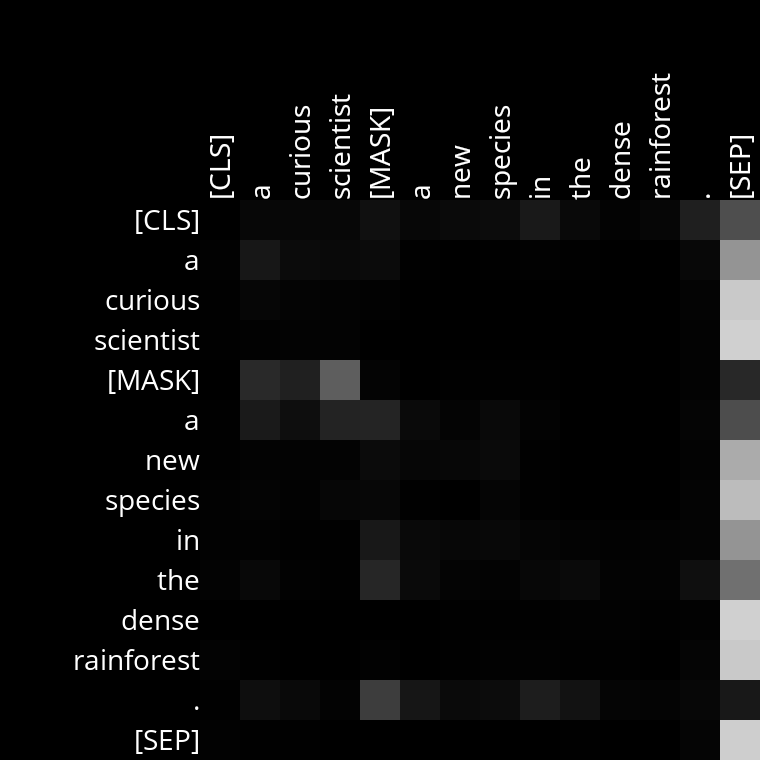 [CLS] a curious scientist [MASK] a new species in the dense rainforest . [SEP]
[CLS]
a
curious
scientist
[MASK]
a
new
species
in
the
dense
rainforest
.
[SEP]